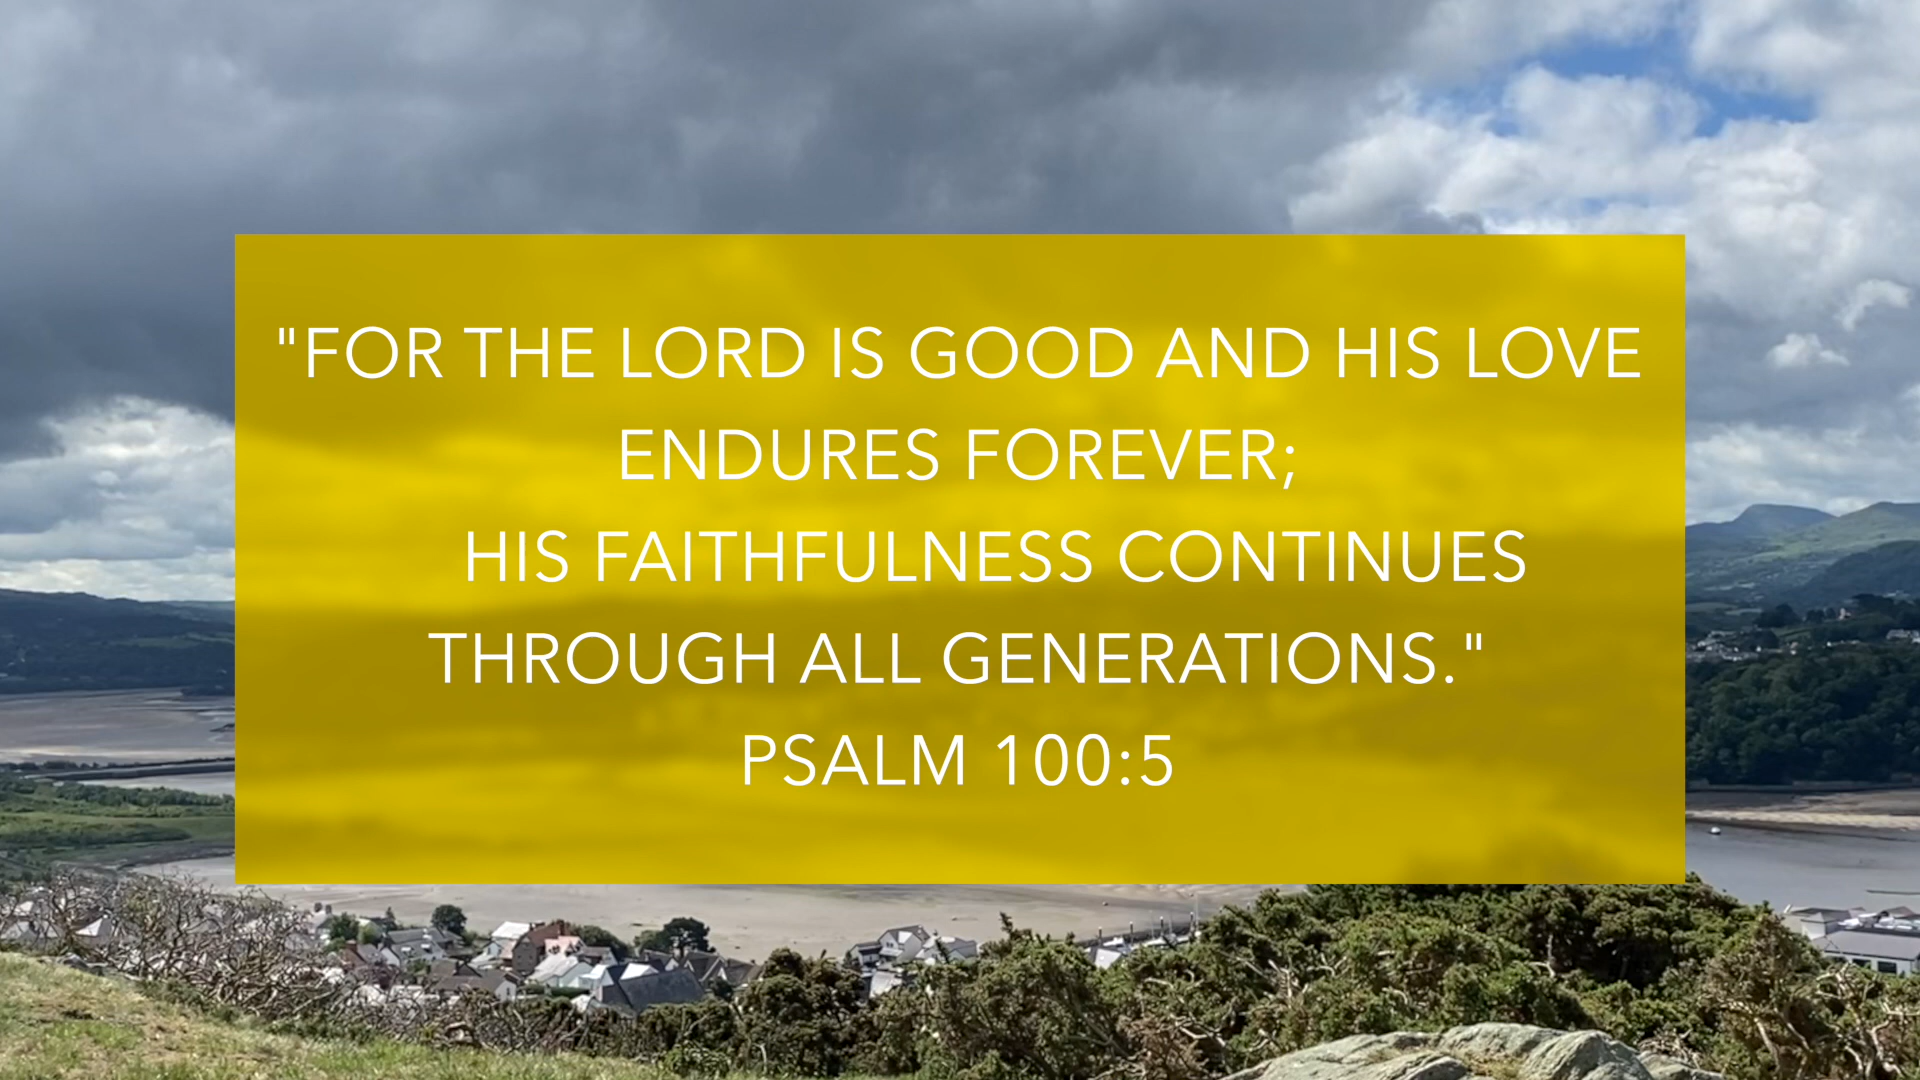 "FOR THE LORD IS GOOD AND HIS LOVE
ENDURES FOREVER;
HIS FAITHFULNESS CONTINUES
THROUGH ALL GENERATIONS."
PSALM 100:5